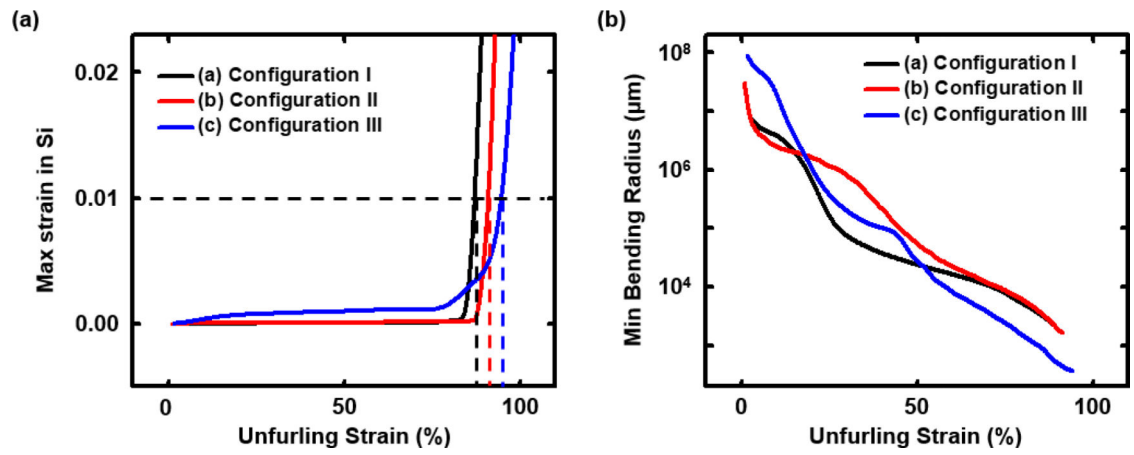 (a)
Max strain in Si
0.02
0.01
0.00
(a) Configuration I
(b) Configuration II
(c) Configuration III
0
50
100
Unfurling Strain (%)
(b)
Min Bending Radius (μm)
10⁸
10⁶
10⁴
(a) Configuration I
(b) Configuration II
(c) Configuration III
0
50
100
Unfurling Strain (%)